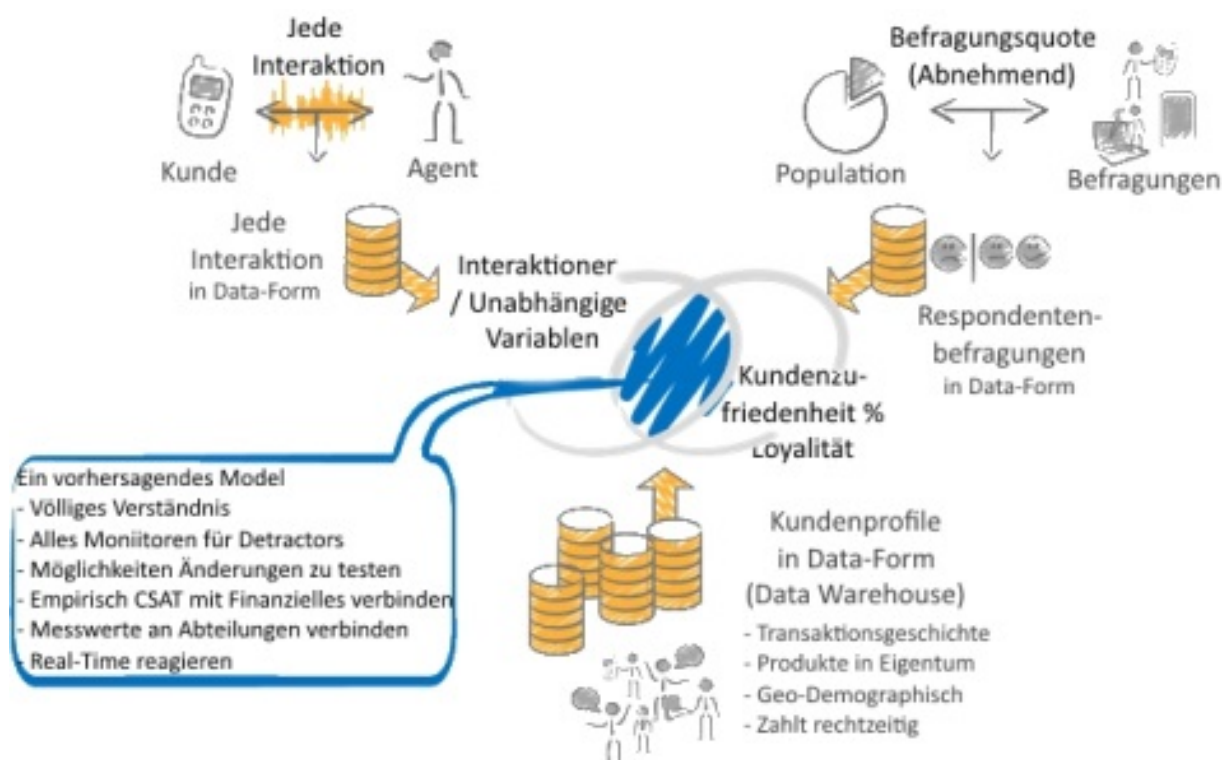 Jede
Interaktion
Kunde
Agent
Jede
Interaktion
in Data-Form
Befragungsquote
(Abnehmend)
Population
Befragungen
Respondenten-
befragungen
in Data-Form
Interaktioner
/ Unabhängige
Variablen
Kundenzu-
friedenheit %
Loyalität
Ein vorhersagendes Model
- Völliges Verständnis
- Alles Moniitoren für Detractors
- Möglichkeiten Änderungen zu testen
- Empirisch CSAT mit Finanzielles verbinden
- Messwerte an Abteilungen verbinden
- Real-Time reagieren
Kundenprofile
in Data-Form
(Data Warehouse)
- Transaktionsgeschichte
- Produkte in Eigentum
- Geo-Demographisch
- Zahlt rechtzeitig